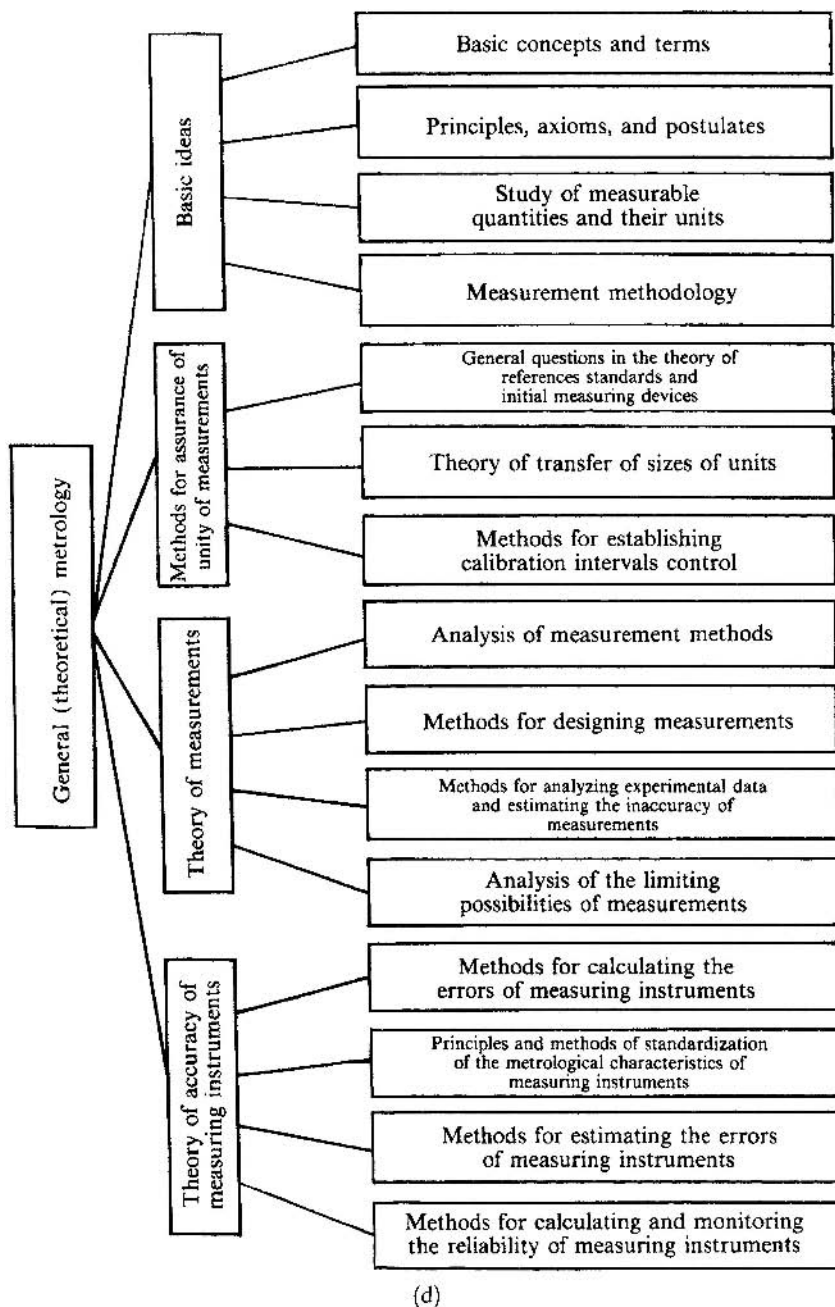 General (theoretical) metrology
Basic ideas
Basic concepts and terms
Principles, axioms, and postulates
Study of measurable
quantities and their units
Measurement methodology
Methods for assurance of
unity of measurements
General questions in the theory of
references standards and
initial measuring devices
Theory of transfer of sizes of units
Methods for establishing
calibration intervals control
Theory of measurements
Analysis of measurement methods
Methods for designing measurements
Methods for analyzing experimental data
and estimating the inaccuracy of
measurements
Analysis of the limiting
possibilities of measurements
Theory of accuracy of
measuring instruments
Methods for calculating the
errors of measuring instruments
Principles and methods of standardization
of the metrological characteristics of
measuring instruments
Methods for estimating the errors
of measuring instruments
Methods for calculating and monitoring
the reliability of measuring instruments
(d)